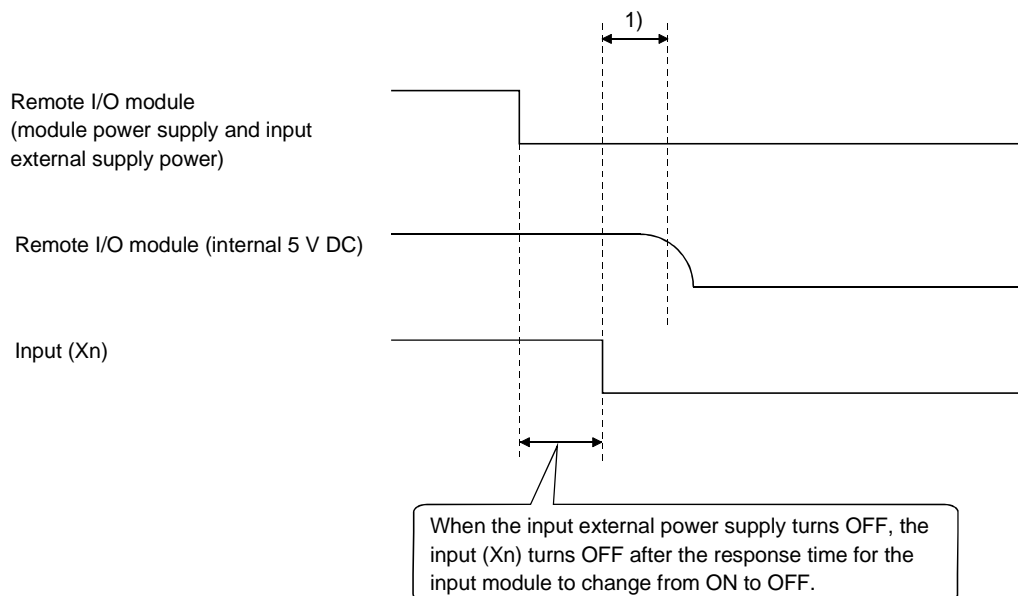 1)
Remote I/O module
(module power supply and input
external supply power)
Remote I/O module (internal 5 V DC)
Input (Xn)
When the input external power supply turns OFF, the
input (Xn) turns OFF after the response time for the
input module to change from ON to OFF.